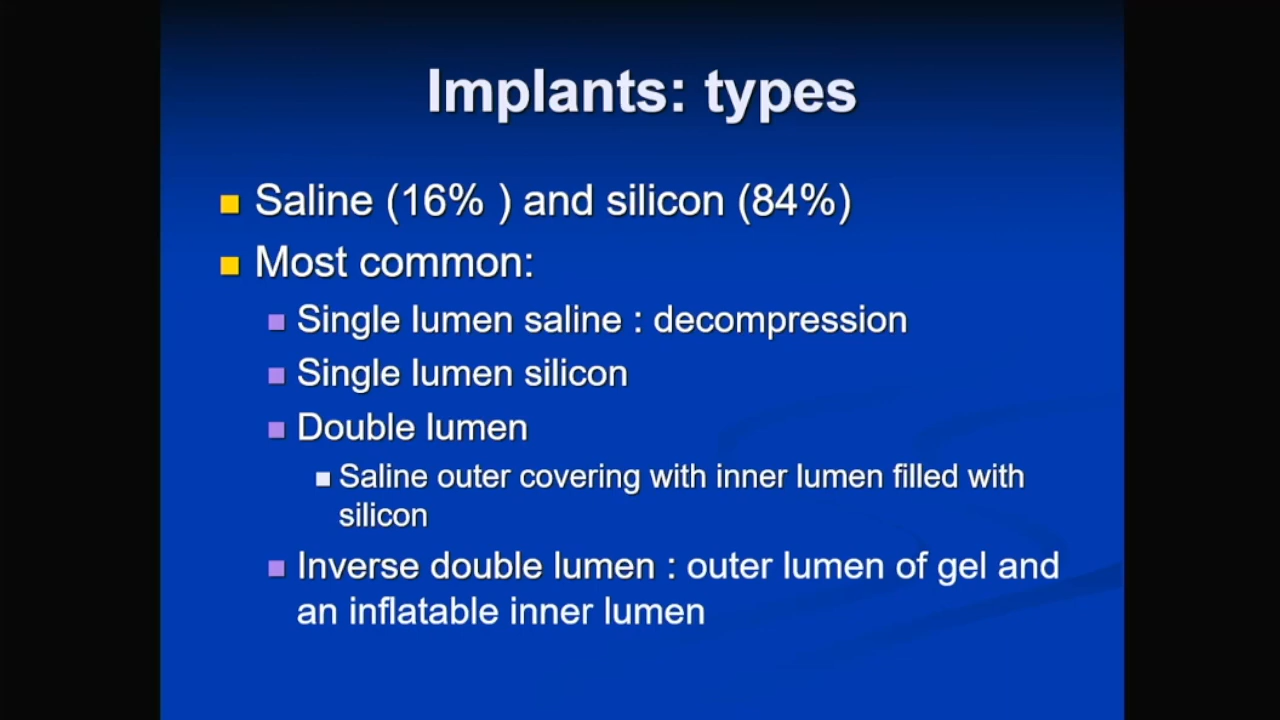 Implants: types
Saline (16% ) and silicon (84%)
Most common:
Single lumen saline : decompression
Single lumen silicon
Double lumen
Saline outer covering with inner lumen filled with
silicon
Inverse double lumen : outer lumen of gel and
an inflatable inner lumen